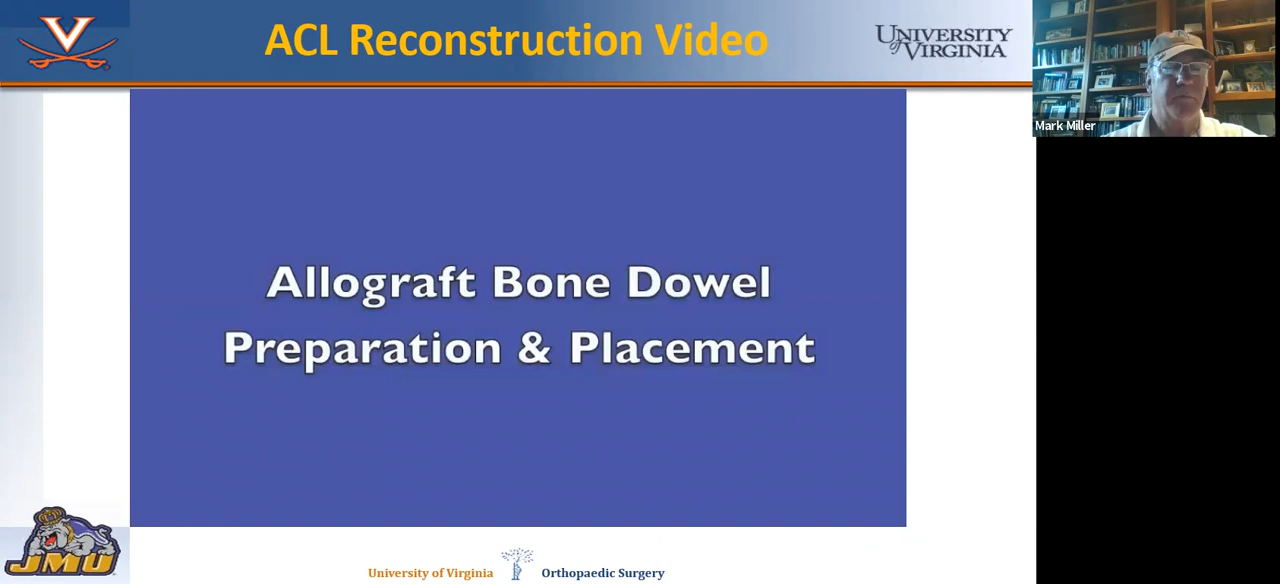 ACL Reconstruction Video
UNIVERSITY
of VIRGINIA
Mark Miller
Allograft Bone Dowel
Preparation & Placement
JMU
University of Virginia Orthopaedic Surgery